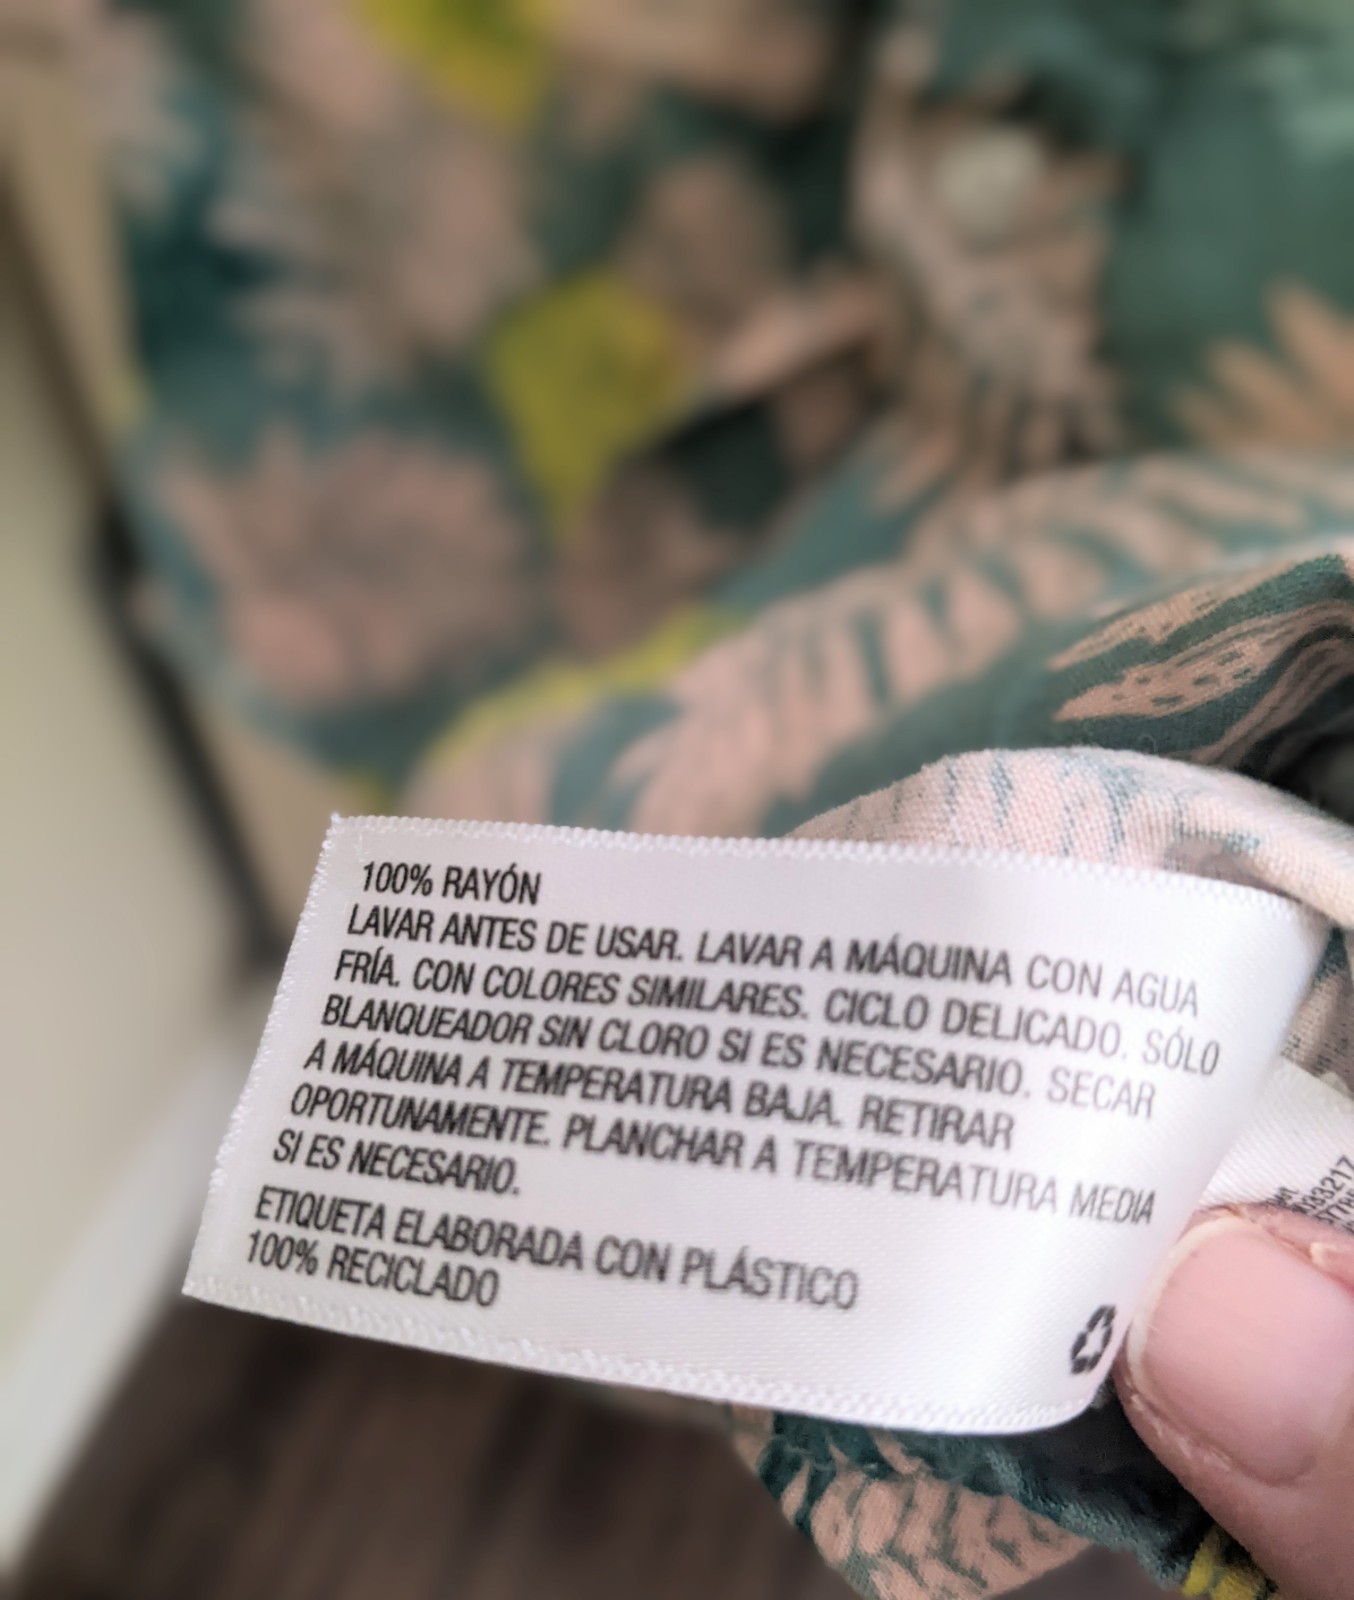 100% RAYÓN
LAVAR ANTES DE USAR. LAVAR A MÁQUINA CON AGUA
FRÍA. CON COLORES SIMILARES. CICLO DELICADO. SÓLO
BLANQUEADOR SIN CLORO SI ES NECESARIO. SECAR
A MÁQUINA A TEMPERATURA BAJA. RETIRAR
OPORTUNAMENTE. PLANCHAR A TEMPERATURA MEDIA
SI ES NECESARIO.
ETIQUETA ELABORADA CON PLÁSTICO
100% RECICLADO